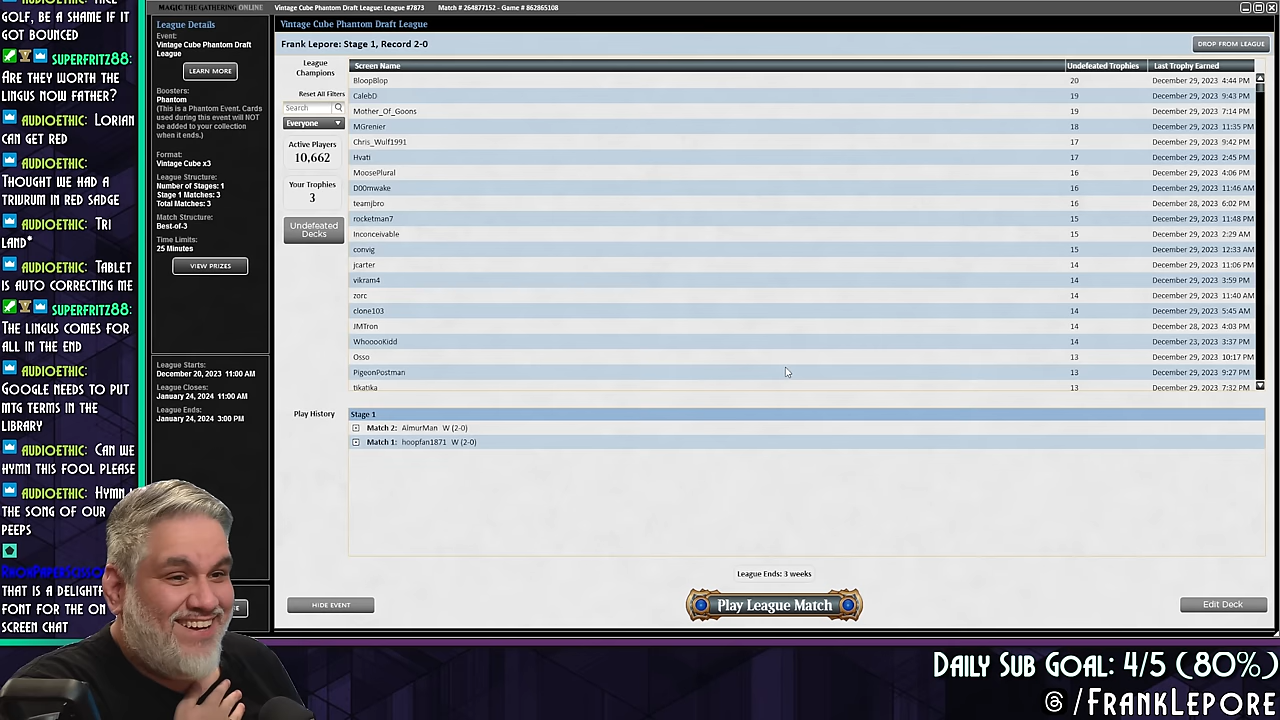 AUDIOETHIC: NICE
GOLF, BE A SHAME IF IT
GOT BOUNCED
SUPERFRITZ88:
ARE THEY WORTH THE
LINGUS NOW FATHER?
AUDIOETHIC: LORIAN
CAN GET RED
AUDIOETHIC:
THOUGHT WE HAD A
TRIVRUM IN RED SADGE
AUDIOETHIC: TRI
LAND*
AUDIOETHIC: TABLET
IS AUTO CORRECTING ME
SUPERFRITZ88:
THE LINGUS COMES FOR
ALL IN THE END
AUDIOETHIC:
GOOGLE NEEDS TO PUT
MTG TERMS IN THE
LIBRARY
AUDIOETHIC: CAN WE
HYMN THIS FOOL PLEASE
AUDIOETHIC: HYMN
THE SONG OF OUR
PEEPS
THAT IS A
FONT FOR THE ON
SCREEN CHAT
MAGIC THE GATHERING ONLINE
Vintage Cube Phantom Draft League: League #7873 Match # 264877152 - Game # 862865108
League Details
Event:
Vintage Cube Phantom Draft
League
LEARN MORE
Boosters:
Phantom
(This is a Phantom Event. Cards
used during this event will NOT
be added to your collection
when it ends.)
Format:
Vintage Cube x3
League Structure:
Number of Stages: 1
Stage 1 Matches: 3
Total Matches: 3
Match Structure:
Best-of-3
Time Limits:
25 Minutes
VIEW PRIZES
League Starts:
December 20, 2023 11:00 AM
League Closes:
January 24, 2024 11:00 AM
League Ends:
January 24, 2024 3:00 PM
Vintage Cube Phantom Draft League
Frank Lepore: Stage 1, Record 2-0
DROP FROM LEAGUE
League
Champions
Reset All Filters
Search
Everyone
Active Players
10,662
Your Trophies
3
Undefeated
Decks
Screen Name Undefeated Trophies Last Trophy Earned
BloopBlop 20 December 29, 2023 4:44 PM
CalebD 19 December 29, 2023 9:43 PM
Mother_Of_Goons 19 December 29, 2023 7:14 PM
MGrenier 18 December 29, 2023 11:35 PM
Chris_Wulf1991 17 December 29, 2023 9:42 PM
Hvati 17 December 29, 2023 2:45 PM
MoosePlural 16 December 29, 2023 4:06 PM
D00mwake 16 December 29, 2023 11:46 AM
teamjbro 16 December 28, 2023 6:02 PM
rocketman7 15 December 29, 2023 11:48 PM
Inconceivable 15 December 29, 2023 2:29 AM
convig 15 December 29, 2023 12:33 AM
jcarter 14 December 29, 2023 11:06 PM
vikram4 14 December 29, 2023 3:59 PM
zorc 14 December 29, 2023 11:40 AM
clone103 14 December 29, 2023 5:45 AM
JMTron 14 December 28, 2023 4:03 PM
WhooooKidd 14 December 23, 2023 3:37 PM
Osso 13 December 29, 2023 10:17 PM
PigeonPostman 13 December 29, 2023 9:27 PM
tikatika 13 December 29, 2023 7:32 PM
Play History
Stage 1
Match 2: AlmurMan W (2-0)
Match 1: hoopfan1871 W (2-0)
League Ends: 3 weeks
HIDE EVENT
Play League Match
Edit Deck
DAILY SUB GOAL: 4/5 (80%)
@/FRANKLEPORE